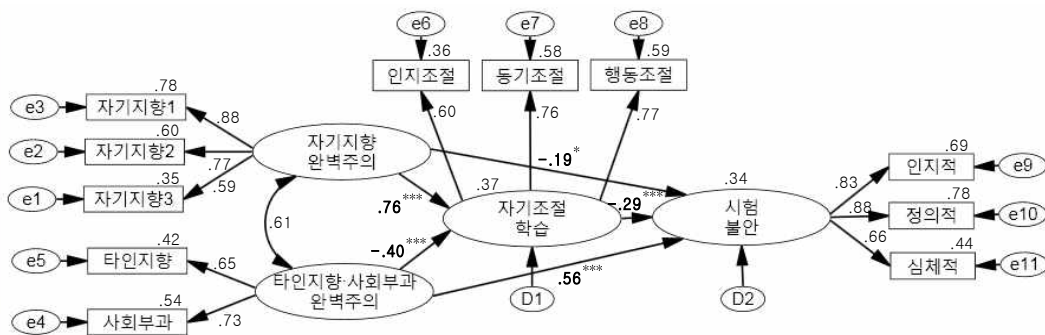 e6
e7
e8
.36
.58
.59
인지조절
동기조절
행동조절
.60
.76
.77
e3
.78
자기지향1
.88
e2
.60
자기지향2
.77
e1
.35
자기지향3
.59
자기지향
완벽주의
-.19*
.76***
.37
자기조절
학습
-.29***
.34
시험
불안
.61
-.40***
.56***
e5
.42
타인지향
.65
e4
.54
사회부과
.73
타인지향·사회부과
완벽주의
D1
D2
.83
.69
인지적
e9
.88
.78
정의적
e10
.66
.44
심체적
e11